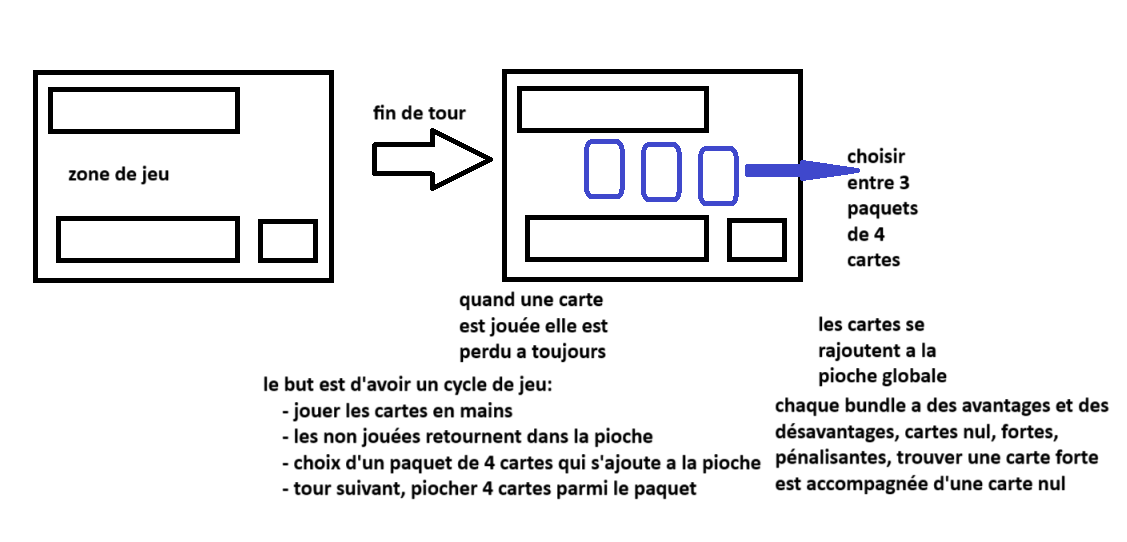 fin de tour
zone de jeu
choisir
entre 3
paquets
de 4
cartes
quand une carte
est jouée elle est
perdu a toujours
les cartes se
rajoutent a la
pioche globale
le but est d'avoir un cycle de jeu:
- jouer les cartes en mains
- les non jouées retournent dans la pioche
- choix d'un paquet de 4 cartes qui s'ajoute a la pioche
- tour suivant, piocher 4 cartes parmi le paquet
chaque bundle a des avantages et des
désavantages, cartes nul, fortes,
pénalisantes, trouver une carte forte
est accompagnée d'une carte nul